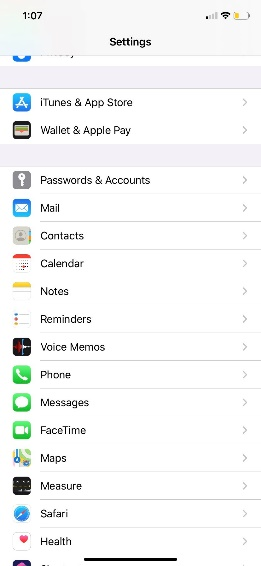 1:07
Settings
iTunes & App Store
Wallet & Apple Pay
Passwords & Accounts
Mail
Contacts
Calendar
Notes
Reminders
Voice Memos
Phone
Messages
FaceTime
Maps
Measure
Safari
Health